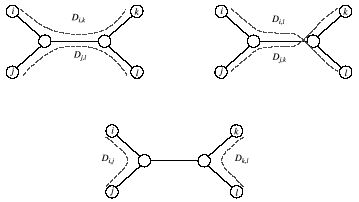 i k i k
D_{i,k} D_{i,l}
D_{j,l} D_{j,k}
j l j l
i k
D_{i,j} D_{k,l}
j l